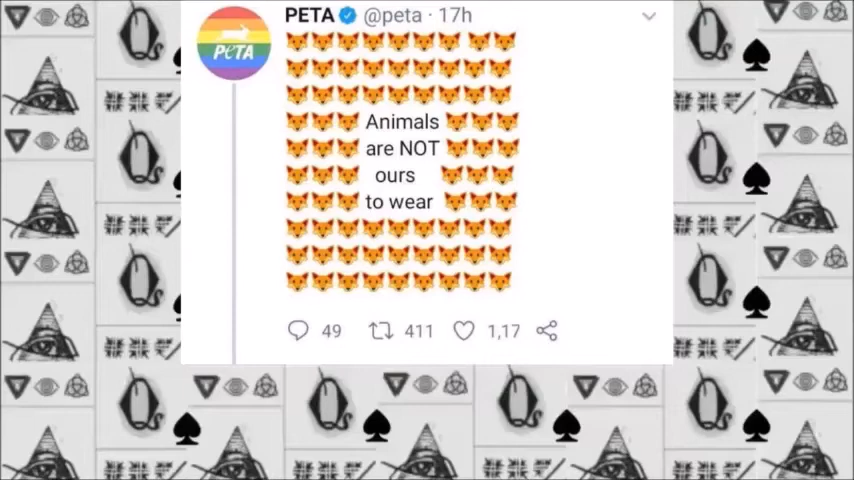 PETA @peta · 17h
PeTA
🦊🦊🦊🦊🦊🦊🦊🦊🦊
🦊🦊🦊🦊🦊🦊🦊🦊🦊
🦊🦊🦊🦊🦊🦊🦊🦊🦊
🦊🦊🦊 Animals 🦊🦊🦊
🦊🦊🦊 are NOT 🦊🦊🦊
🦊🦊🦊 ours 🦊🦊🦊
🦊🦊🦊 to wear 🦊🦊🦊
🦊🦊🦊🦊🦊🦊🦊🦊🦊
🦊🦊🦊🦊🦊🦊🦊🦊🦊
🦊🦊🦊🦊🦊🦊🦊🦊🦊
49 411 1,17